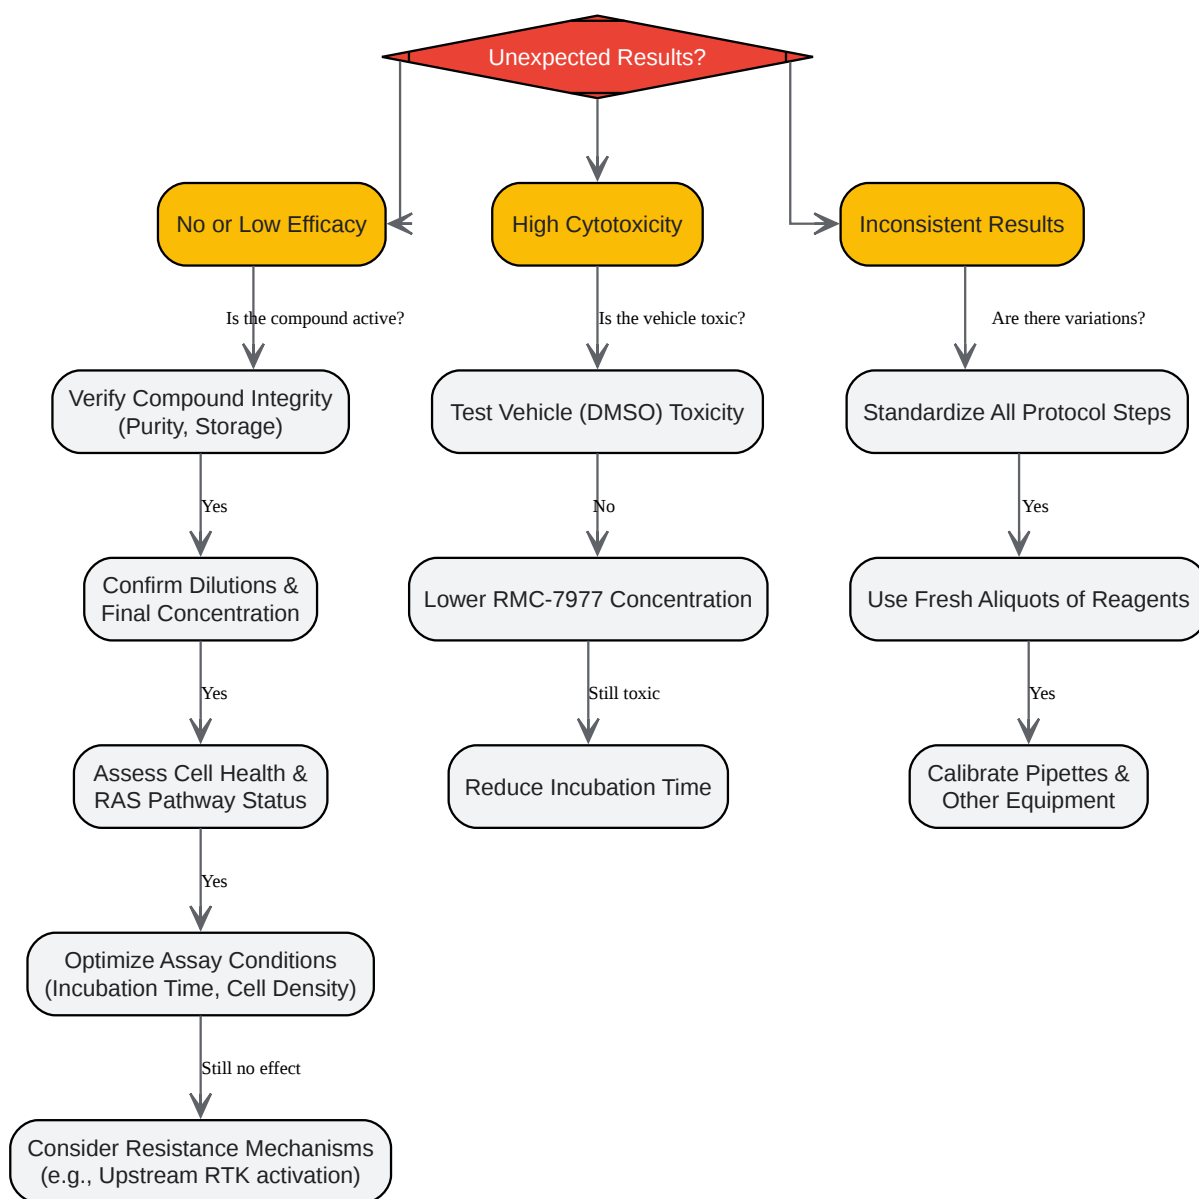 Unexpected Results?
No or Low Efficacy
High Cytotoxicity
Inconsistent Results
Is the compound active?
Is the vehicle toxic?
Are there variations?
Verify Compound Integrity
(Purity, Storage)
Test Vehicle (DMSO) Toxicity
Standardize All Protocol Steps
Yes
No
Yes
Confirm Dilutions &
Final Concentration
Lower RMC-7977 Concentration
Use Fresh Aliquots of Reagents
Yes
Still toxic
Yes
Assess Cell Health &
RAS Pathway Status
Reduce Incubation Time
Calibrate Pipettes &
Other Equipment
Yes
Optimize Assay Conditions
(Incubation Time, Cell Density)
Still no effect
Consider Resistance Mechanisms
(e.g., Upstream RTK activation)